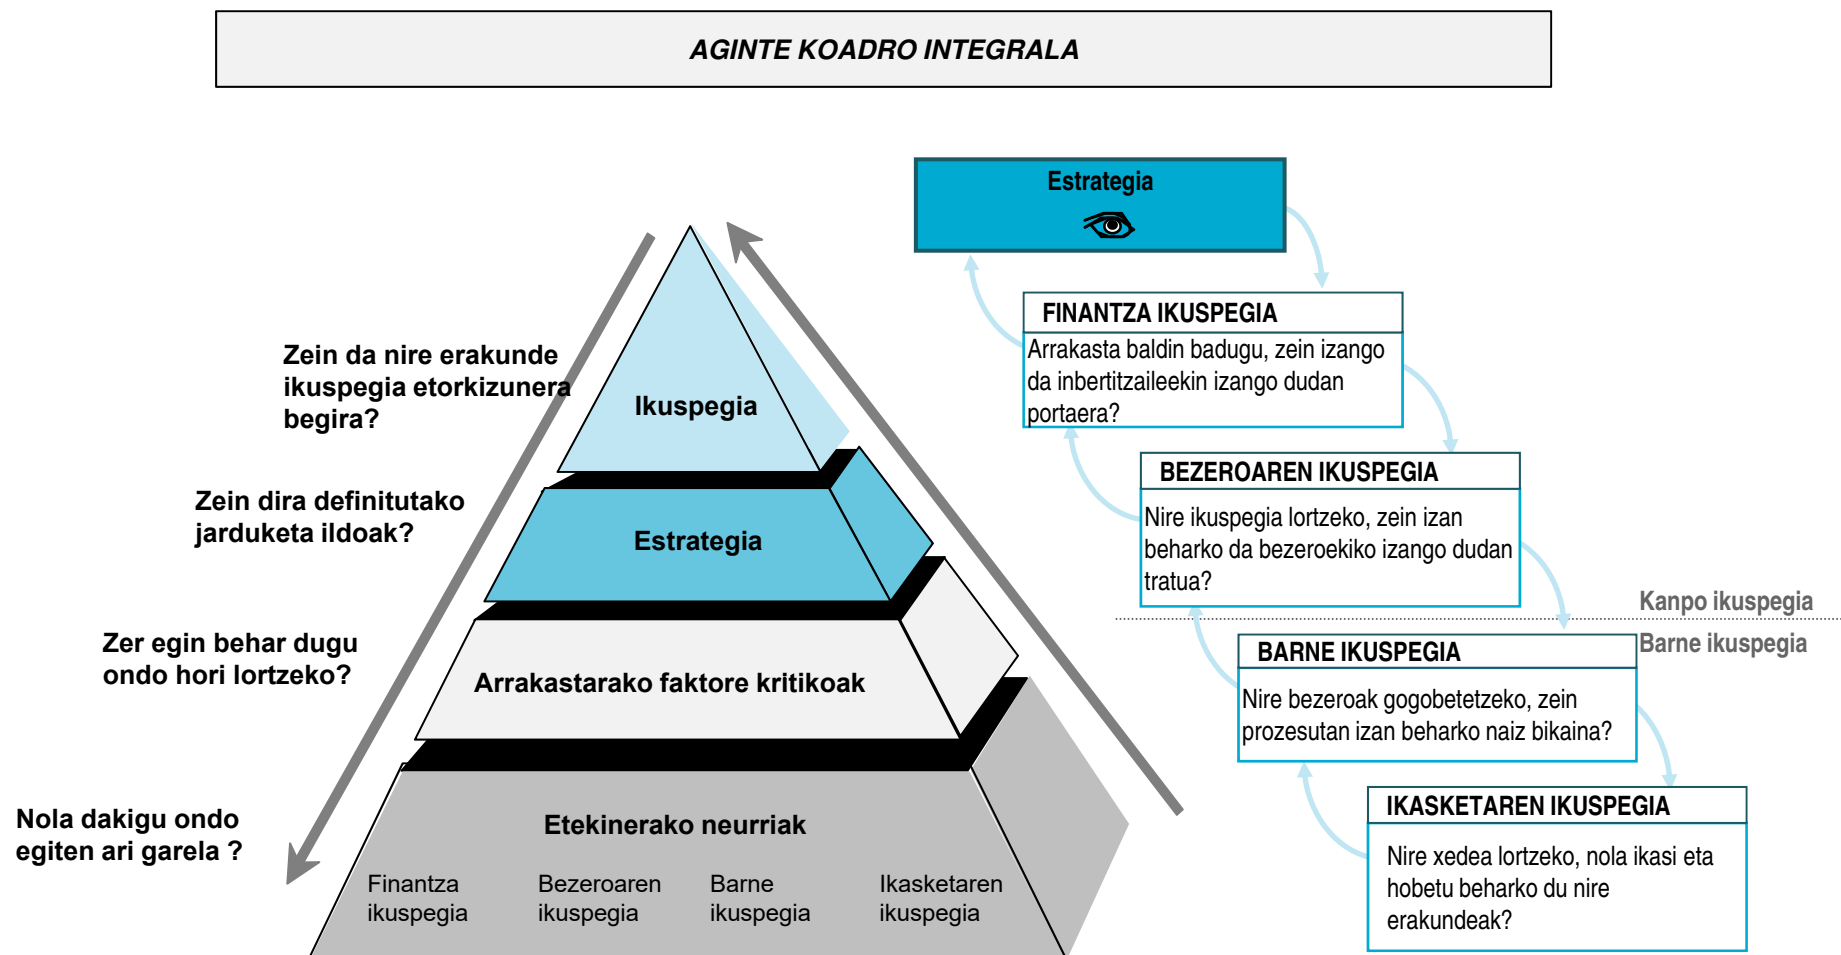 AGINTE KOADRO INTEGRALA
Zein da nire erakunde
ikuspegia etorkizunera
begira?
Zein dira definitutako
jarduketa ildoak?
Zer egin behar dugu
ondo hori lortzeko?
Nola dakigu ondo
egiten ari garela ?
Ikuspegia
Estrategia
Arrakastarako faktore kritikoak
Etekinerako neurriak
Finantza
ikuspegia
Bezeroaren
ikuspegia
Barne
ikuspegia
Ikasketaren
ikuspegia
Estrategia
FINANTZA IKUSPEGIA
Arrakasta baldin badugu, zein izango
da inbertitzaileekin izango dudan
portaera?
BEZEROAREN IKUSPEGIA
Nire ikuspegia lortzeko, zein izan
beharko da bezeroekiko izango dudan
tratua?
Kanpo ikuspegia
Barne ikuspegia
BARNE IKUSPEGIA
Nire bezeroak gogobetetzeko, zein
prozesutan izan beharko naiz bikaina?
IKASKETAREN IKUSPEGIA
Nire xedea lortzeko, nola ikasi eta
hobetu beharko du nire
erakundeak?